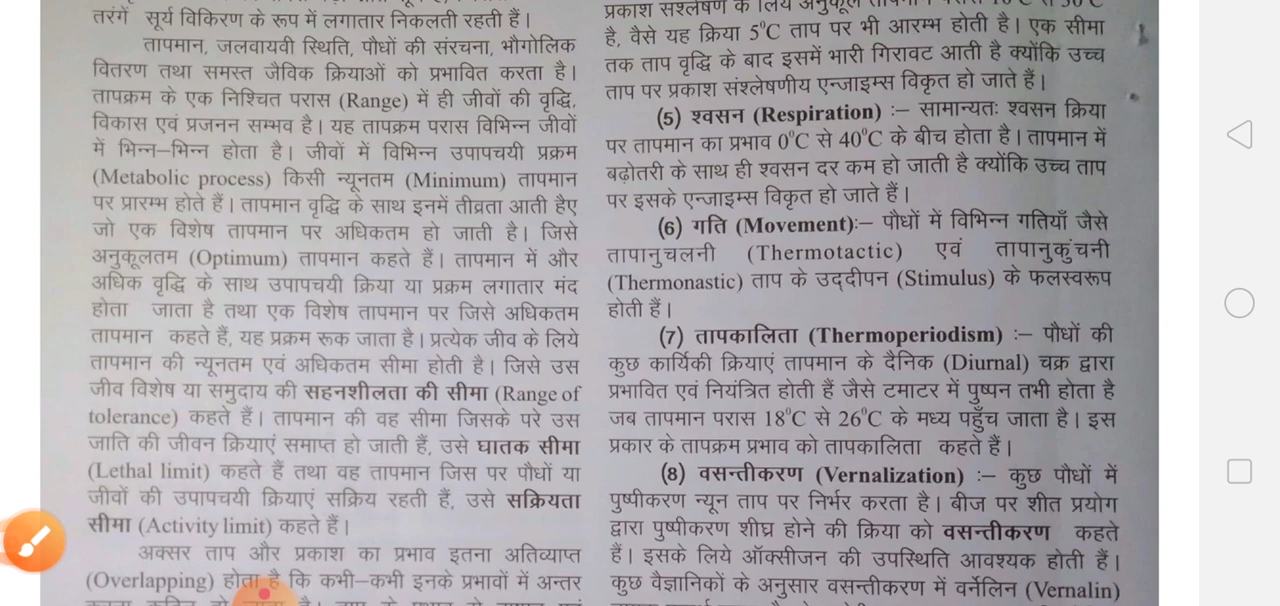 तरंगें सूर्य विकिरण के रूप में लगातार निकलती रहती हैं।
तापमान, जलवायवी स्थिति, पौधों की संरचना, भौगोलिक
वितरण तथा समस्त जैविक क्रियाओं को प्रभावित करता है।
तापक्रम के एक निश्चित परास (Range) में ही जीवों की वृद्धि,
विकास एवं प्रजनन सम्भव है। यह तापक्रम परास विभिन्न जीवों
में भिन्न–भिन्न होता है। जीवों में विभिन्न उपापचयी प्रक्रम
(Metabolic process) किसी न्यूनतम (Minimum) तापमान
पर प्रारम्भ होते हैं। तापमान वृद्धि के साथ इनमें तीव्रता आती हैए
जो एक विशेष तापमान पर अधिकतम हो जाती है। जिसे
अनुकूलतम (Optimum) तापमान कहते हैं। तापमान में और
अधिक वृद्धि के साथ उपापचयी क्रिया या प्रक्रम लगातार मंद
होता जाता है तथा एक विशेष तापमान पर जिसे अधिकतम
तापमान कहते हैं, यह प्रक्रम रूक जाता है। प्रत्येक जीव के लिये
तापमान की न्यूनतम एवं अधिकतम सीमा होती है। जिसे उस
जीव विशेष या समुदाय की सहनशीलता की सीमा (Range of
tolerance) कहते हैं। तापमान की वह सीमा जिसके परे उस
जाति की जीवन क्रियाएं समाप्त हो जाती हैं, उसे घातक सीमा
(Lethal limit) कहते हैं तथा वह तापमान जिस पर पौधों या
जीवों की उपापचयी क्रियाएं सक्रिय रहती हैं, उसे सक्रियता
सीमा (Activity limit) कहते हैं।
अक्सर ताप और प्रकाश का प्रभाव इतना अतिव्याप्त
(Overlapping) होता है कि कभी–कभी इनके प्रभावों में अन्तर
प्रकाश संश्लेषण के लिये अनुकूल
है, वैसे यह क्रिया 5⁰C ताप पर भी आरम्भ होती है। एक सीमा
तक ताप वृद्धि के बाद इसमें भारी गिरावट आती है क्योंकि उच्च
ताप पर प्रकाश संश्लेषणीय एन्जाइम्स विकृत हो जाते हैं।
(5) श्वसन (Respiration) :– सामान्यतः श्वसन क्रिया
पर तापमान का प्रभाव 0⁰C से 40⁰C के बीच होता है। तापमान में
बढ़ोतरी के साथ ही श्वसन दर कम हो जाती है क्योंकि उच्च ताप
पर इसके एन्जाइम्स विकृत हो जाते हैं।
(6) गति (Movement):– पौधों में विभिन्न गतियाँ जैसे
तापानुचलनी (Thermotactic) एवं तापानुकुंचनी
(Thermonastic) ताप के उद्दीपन (Stimulus) के फलस्वरूप
होती हैं।
(7) तापकालिता (Thermoperiodism) :– पौधों की
कुछ कार्यिकी क्रियाएं तापमान के दैनिक (Diurnal) चक्र द्वारा
प्रभावित एवं नियंत्रित होती हैं जैसे टमाटर में पुष्पन तभी होता है
जब तापमान परास 18⁰C से 26⁰C के मध्य पहुँच जाता है। इस
प्रकार के तापक्रम प्रभाव को तापकालिता कहते हैं।
(8) वसन्तीकरण (Vernalization) :– कुछ पौधों में
पुष्पीकरण न्यून ताप पर निर्भर करता है। बीज पर शीत प्रयोग
द्वारा पुष्पीकरण शीघ्र होने की क्रिया को वसन्तीकरण कहते
हैं। इसके लिये ऑक्सीजन की उपस्थिति आवश्यक होती हैं।
कुछ वैज्ञानिकों के अनुसार वसन्तीकरण में वर्नेलिन (Vernalin)